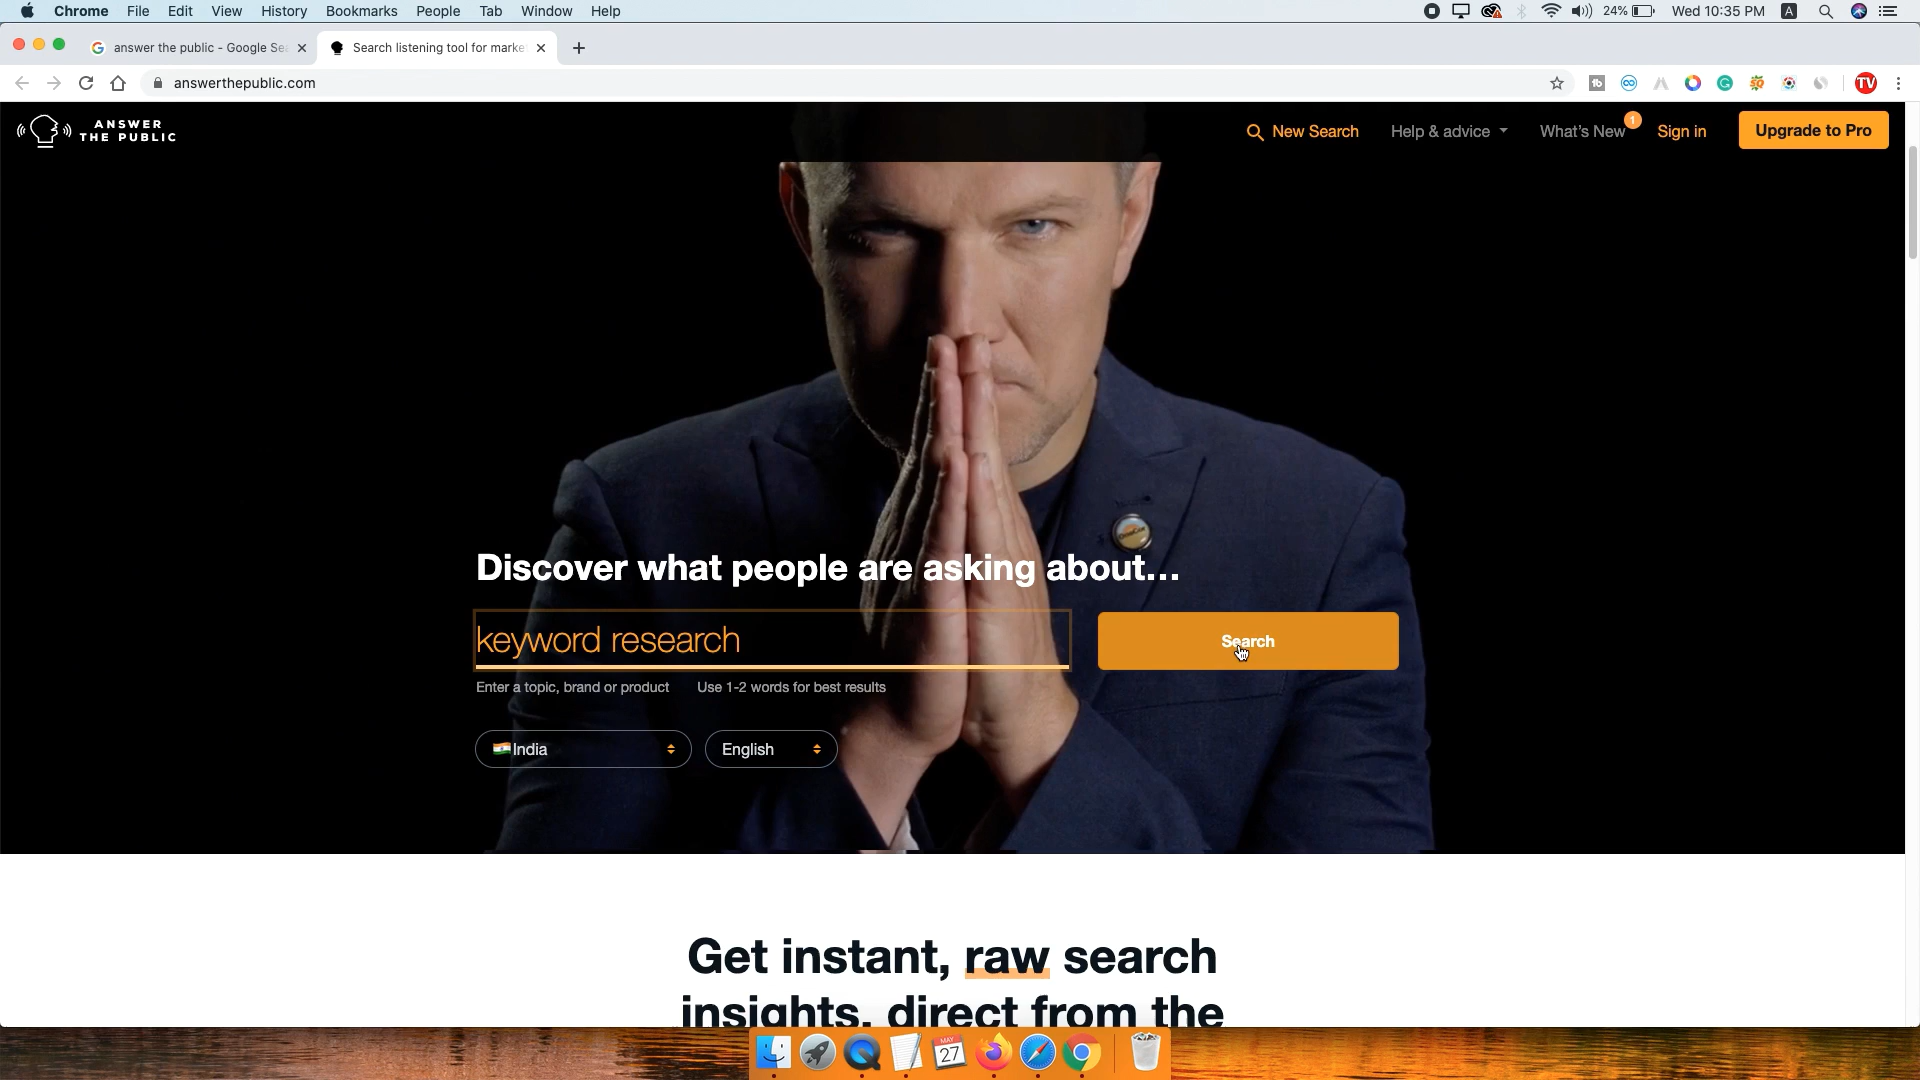 Chrome File Edit View History Bookmarks People Tab Window Help
24% Wed 10:35 PM A
answer the public - Google Se
Search listening tool for marke
answerthepublic.com
TV
ANSWER
THE PUBLIC
New Search Help & advice What's New 1 Sign in Upgrade to Pro
Discover what people are asking about...
keyword research
Search
Enter a topic, brand or product Use 1-2 words for best results
India English
Get instant, raw search
insights, direct from the
MAY
27